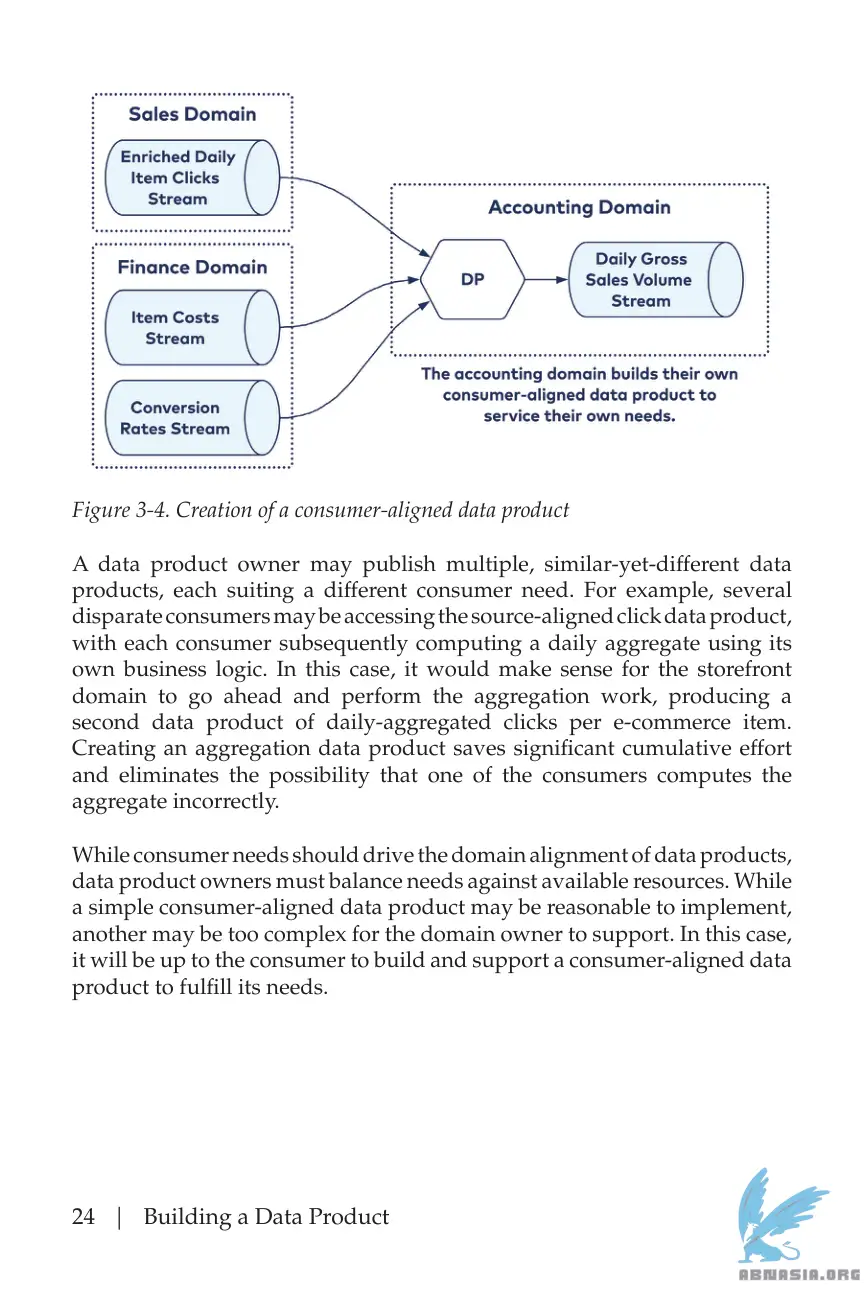 Sales Domain
Enriched Daily
Item Clicks
Stream
Finance Domain
Item Costs
Stream
Conversion
Rates Stream
Accounting Domain
DP
Daily Gross
Sales Volume
Stream
The accounting domain builds their own
consumer-aligned data product to
service their own needs.
Figure 3-4. Creation of a consumer-aligned data product
A data product owner may publish multiple, similar-yet-different data
products, each suiting a different consumer need. For example, several
disparate consumers may be accessing the source-aligned click data product,
with each consumer subsequently computing a daily aggregate using its
own business logic. In this case, it would make sense for the storefront
domain to go ahead and perform the aggregation work, producing a
second data product of daily-aggregated clicks per e-commerce item.
Creating an aggregation data product saves significant cumulative effort
and eliminates the possibility that one of the consumers computes the
aggregate incorrectly.
While consumer needs should drive the domain alignment of data products,
data product owners must balance needs against available resources. While
a simple consumer-aligned data product may be reasonable to implement,
another may be too complex for the domain owner to support. In this case,
it will be up to the consumer to build and support a consumer-aligned data
product to fulfill its needs.
24 | Building a Data Product
ABNASIA.ORG